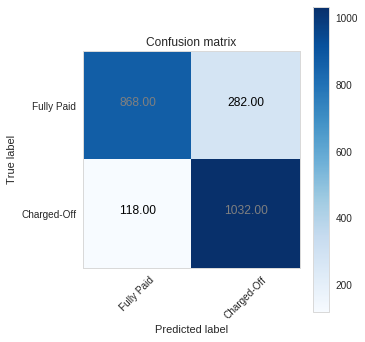 Confusion matrix
1000
800
600
400
200
True label
Fully Paid
868.00
282.00
Charged-Off
118.00
1032.00
Fully Paid
Charged-Off
Predicted label